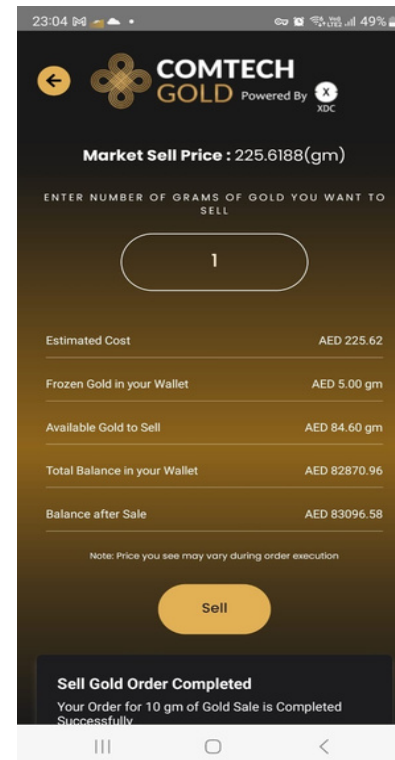 23:04
49%
COMTECH
GOLD Powered By X
XDC
Market Sell Price : 225.6188(gm)
ENTER NUMBER OF GRAMS OF GOLD YOU WANT TO
SELL
1
Estimated Cost AED 225.62
Frozen Gold in your Wallet AED 5.00 gm
Available Gold to Sell AED 84.60 gm
Total Balance in your Wallet AED 82870.96
Balance after Sale AED 83096.58
Note: Price you see may vary during order execution
Sell
Sell Gold Order Completed
Your Order for 10 gm of Gold Sale is Completed
Successfully